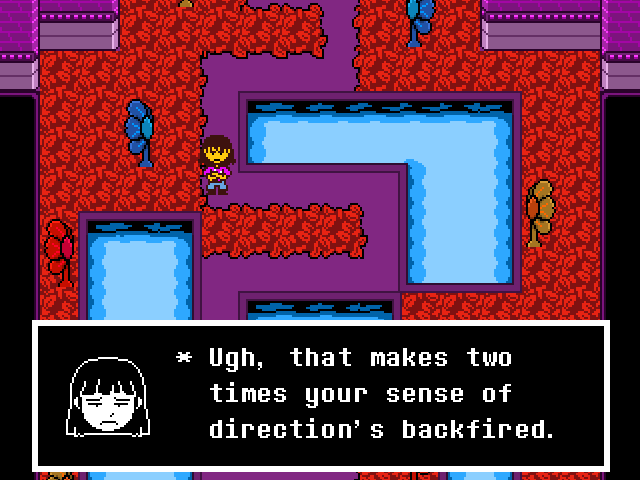 * Ugh, that makes two
times your sense of
direction's backfired.